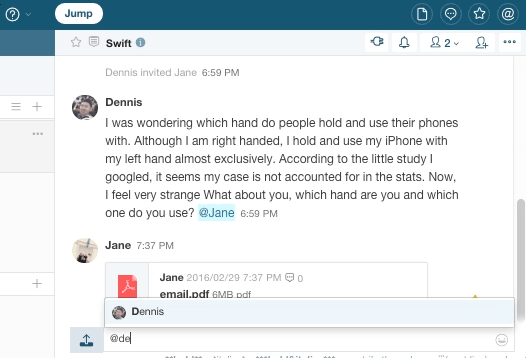 Jump
Swift
2
Dennis invited Jane 6:59 PM
Dennis
I was wondering which hand do people hold and use their phones
with. Although I am right handed, I hold and use my iPhone with
my left hand almost exclusively. According to the little study I
googled, it seems my case is not accounted for in the stats. Now,
I feel very strange What about you, which hand are you and which
one do you use? @Jane 6:59 PM
Jane 7:37 PM
Jane 2016/02/29 7:37 PM 0
email.pdf 6MB pdf
Dennis
@de